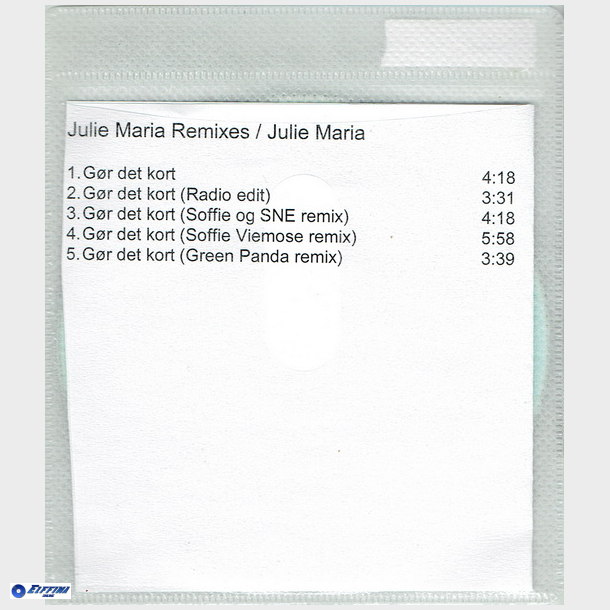 Julie Maria Remixes / Julie Maria
1. Gør det kort 4:18
2. Gør det kort (Radio edit) 3:31
3. Gør det kort (Soffie og SNE remix) 4:18
4. Gør det kort (Soffie Viemose remix) 5:58
5. Gør det kort (Green Panda remix) 3:39